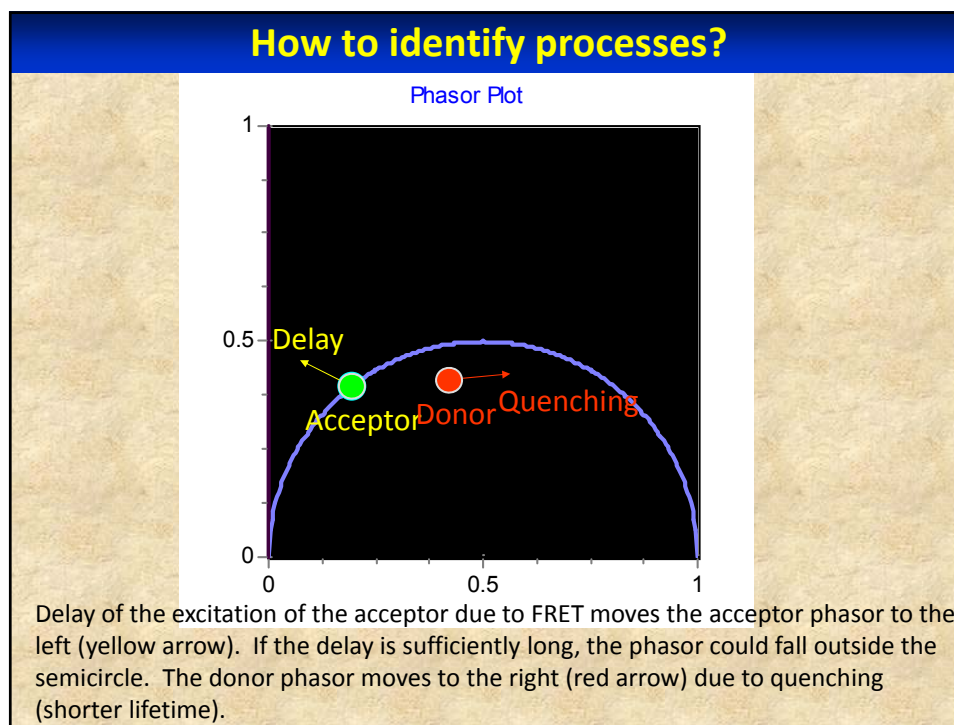 How to identify processes?
Phasor Plot
1
0.5
Delay
Acceptor
Donor
Quenching
0
0
0.5
1
Delay of the excitation of the acceptor due to FRET moves the acceptor phasor to the
left (yellow arrow).  If the delay is sufficiently long, the phasor could fall outside the
semicircle.  The donor phasor moves to the right (red arrow) due to quenching
(shorter lifetime).